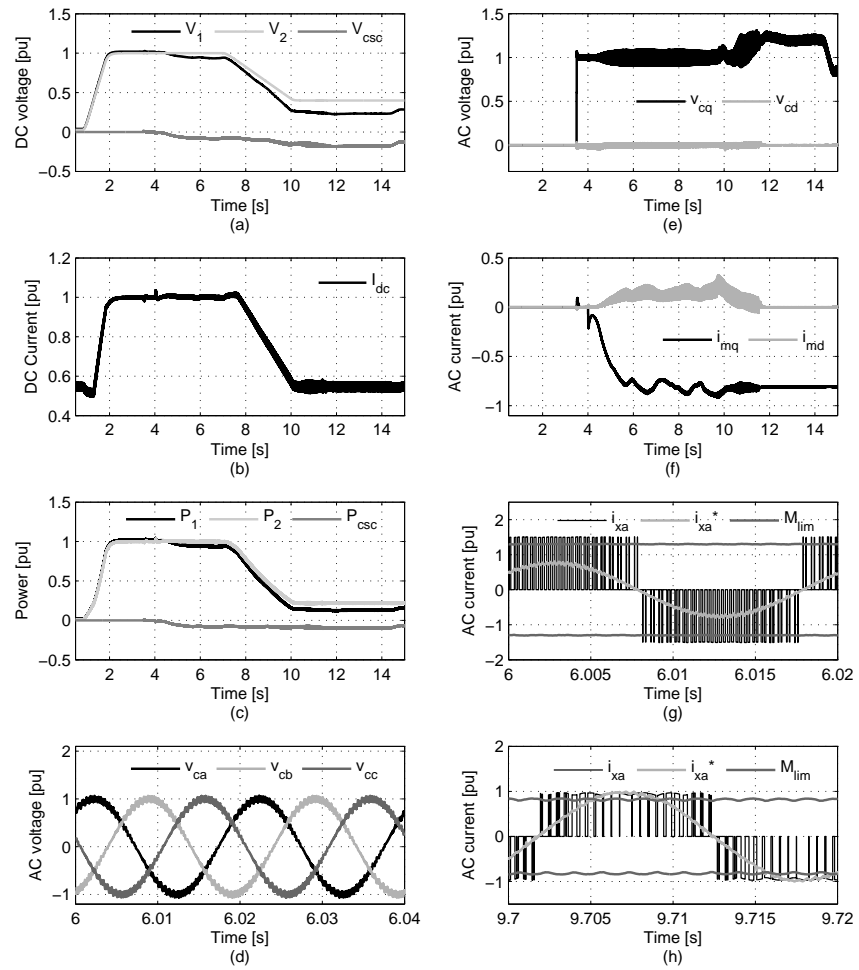 V1 V2 Vcsc
DC voltage [pu]
1.5
1
0.5
0
−0.5
2 4 6 8 10 12 14
Time [s]
(a)
vcq vcd
AC voltage [pu]
1.5
1
0.5
0
2 4 6 8 10 12 14
Time [s]
(e)
Idc
DC Current [pu]
1.2
1
0.8
0.6
0.4
2 4 6 8 10 12 14
Time [s]
(b)
imq imd
AC current [pu]
0.5
0
−0.5
−1
2 4 6 8 10 12 14
Time [s]
(f)
P1 P2 Pcsc
Power [pu]
1.5
1
0.5
0
−0.5
2 4 6 8 10 12 14
Time [s]
(c)
ixa ixa* Mlim
AC current [pu]
2
1
0
−1
−2
6 6.005 6.01 6.015 6.02
Time [s]
(g)
vca vcb vcc
AC voltage [pu]
2
1
0
−1
6 6.01 6.02 6.03 6.04
Time [s]
(d)
ixa ixa* Mlim
AC current [pu]
2
1
0
−1
9.7 9.705 9.71 9.715 9.72
Time [s]
(h)